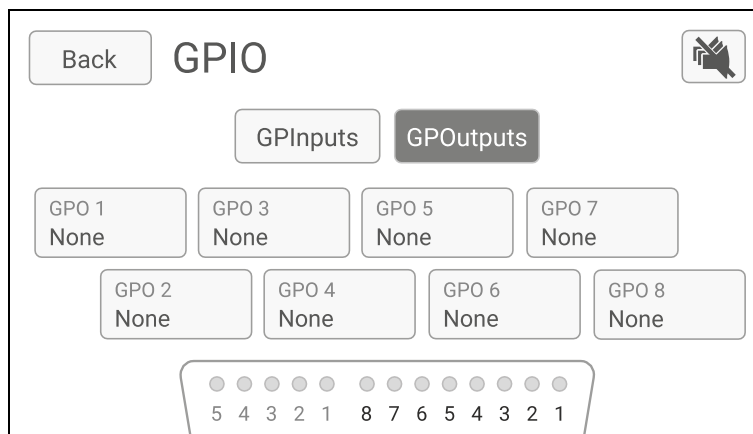 Back
GPIO
GPInputs
GPOutputs
GPO 1
None
GPO 3
None
GPO 5
None
GPO 7
None
GPO 2
None
GPO 4
None
GPO 6
None
GPO 8
None
5 4 3 2 1 8 7 6 5 4 3 2 1